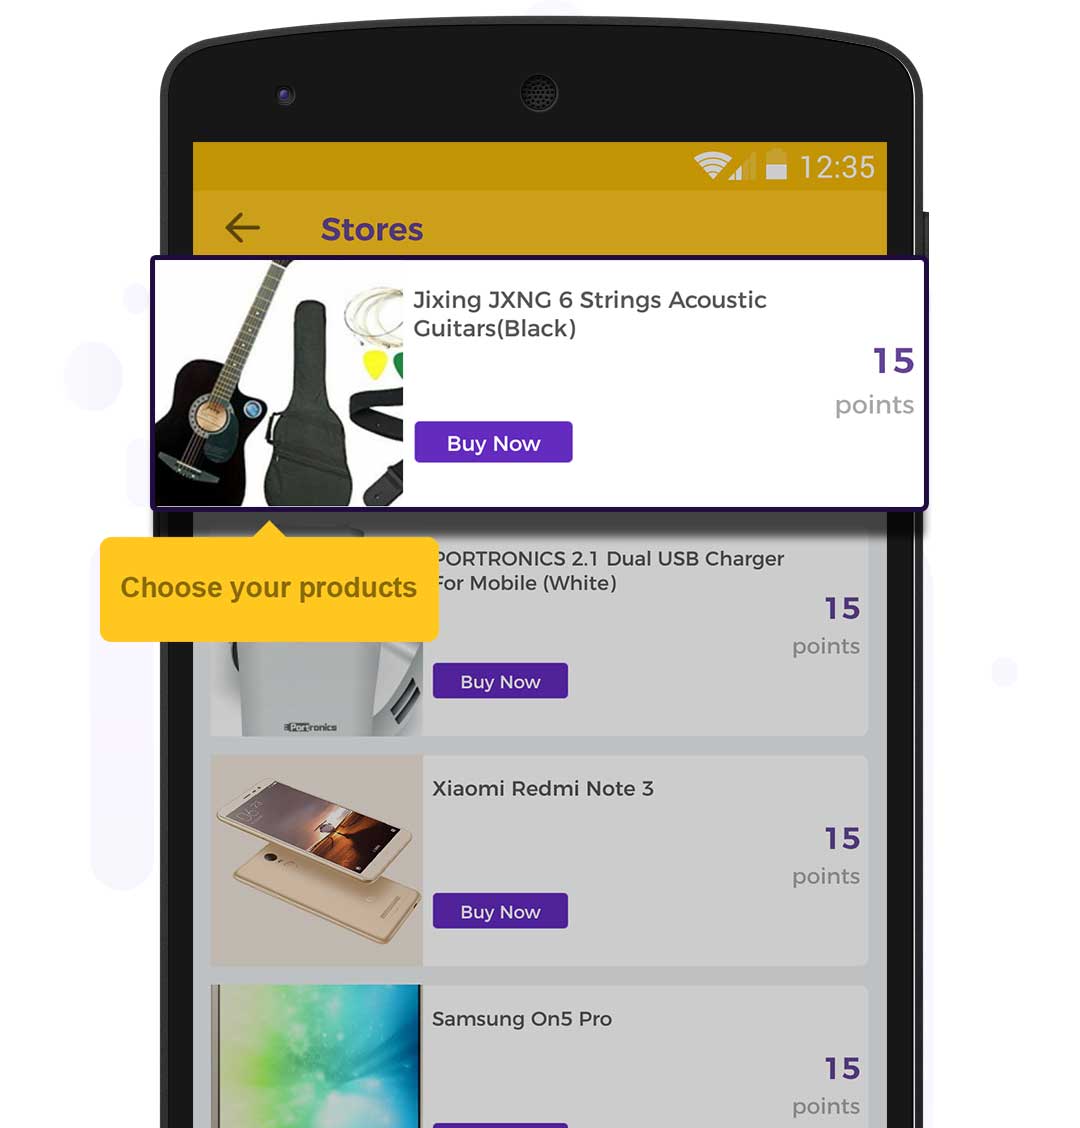 12:35
Stores
Jixing JXNG 6 Strings Acoustic
Guitars(Black)
15
points
Buy Now
Choose your products
PORTRONICS 2.1 Dual USB Charger
For Mobile (White)
15
points
Buy Now
Portronics
Xiaomi Redmi Note 3
15
points
Buy Now
Samsung On5 Pro
15
points